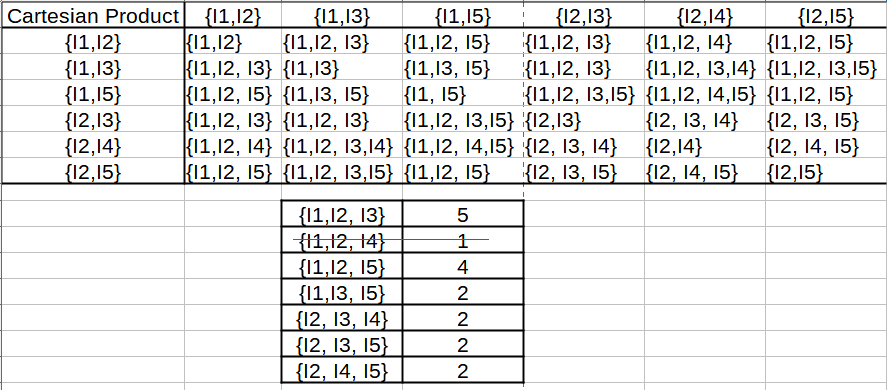 Cartesian Product {I1,I2} {I1,I3} {I1,I5} {I2,I3} {I2,I4} {I2,I5}
{I1,I2} {I1,I2} {I1,I2, I3} {I1,I2, I5} {I1,I2, I3} {I1,I2, I4} {I1,I2, I5}
{I1,I3} {I1,I2, I3} {I1,I3} {I1,I3, I5} {I1,I2, I3} {I1,I2, I3,I4} {I1,I2, I3,I5}
{I1,I5} {I1,I2, I5} {I1,I3, I5} {I1, I5} {I1,I2, I3,I5} {I1,I2, I4,I5} {I1,I2, I5}
{I2,I3} {I1,I2, I3} {I1,I2, I3} {I1,I2, I3,I5} {I2,I3} {I2, I3, I4} {I2, I3, I5}
{I2,I4} {I1,I2, I4} {I1,I2, I3,I4} {I1,I2, I4,I5} {I2, I3, I4} {I2,I4} {I2, I4, I5}
{I2,I5} {I1,I2, I5} {I1,I2, I3,I5} {I1,I2, I5} {I2, I3, I5} {I2, I4, I5} {I2,I5}
{I1,I2, I3} 5
{I1,I2, I4} 1
{I1,I2, I5} 4
{I1,I3, I5} 2
{I2, I3, I4} 2
{I2, I3, I5} 2
{I2, I4, I5} 2